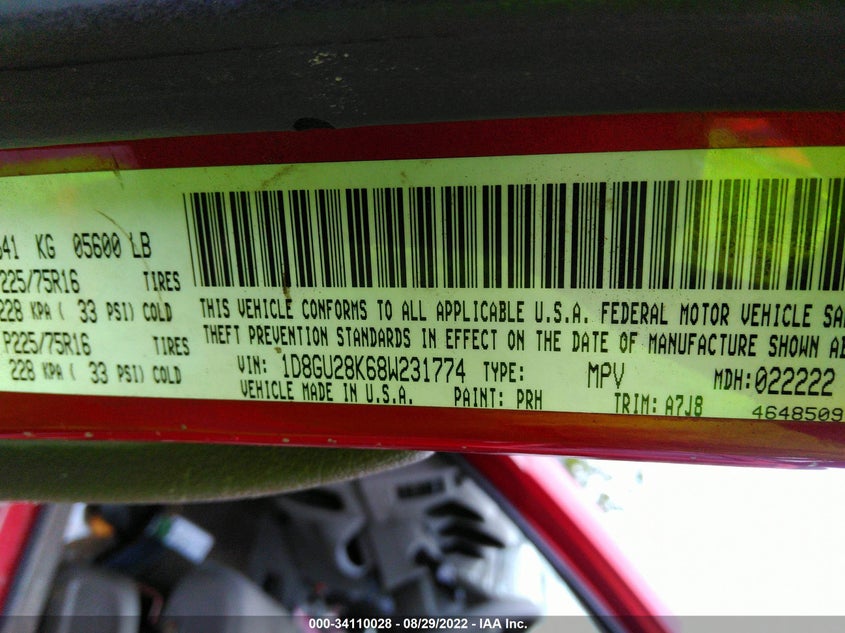 KG 05600 LB
P225/75R16 TIRES
228 KPA ( 33 PSI) COLD
P225/75R16 TIRES
228 KPA ( 33 PSI) COLD
THIS VEHICLE CONFORMS TO ALL APPLICABLE U.S.A. FEDERAL MOTOR VEHICLE
THEFT PREVENTION STANDARDS IN EFFECT ON THE DATE OF MANUFACTURE SHOWN
VIN: 1D8GU28K68W231774 TYPE: MPV MDH:022222
VEHICLE MADE IN U.S.A. PAINT: PRH TRIM: A7J8 4648509
000-34110028 - 08/29/2022 - IAA Inc.